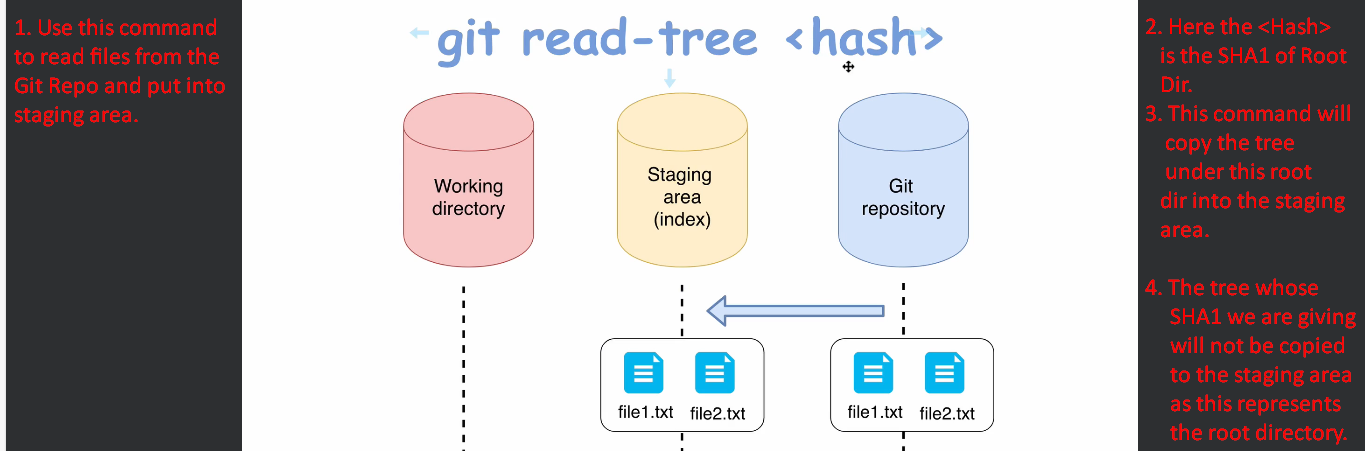 1. Use this command
to read files from the
Git Repo and put into
staging area.
git read-tree <hash>
2. Here the <Hash>
is the SHA1 of Root
Dir.
3. This command will
copy the tree
under this root
dir into the staging
area.
4. The tree whose
SHA1 we are giving
will not be copied
to the staging area
as this represents
the root directory.
Working
directory
Staging
area
(index)
Git
repository
file1.txt file2.txt
file1.txt file2.txt